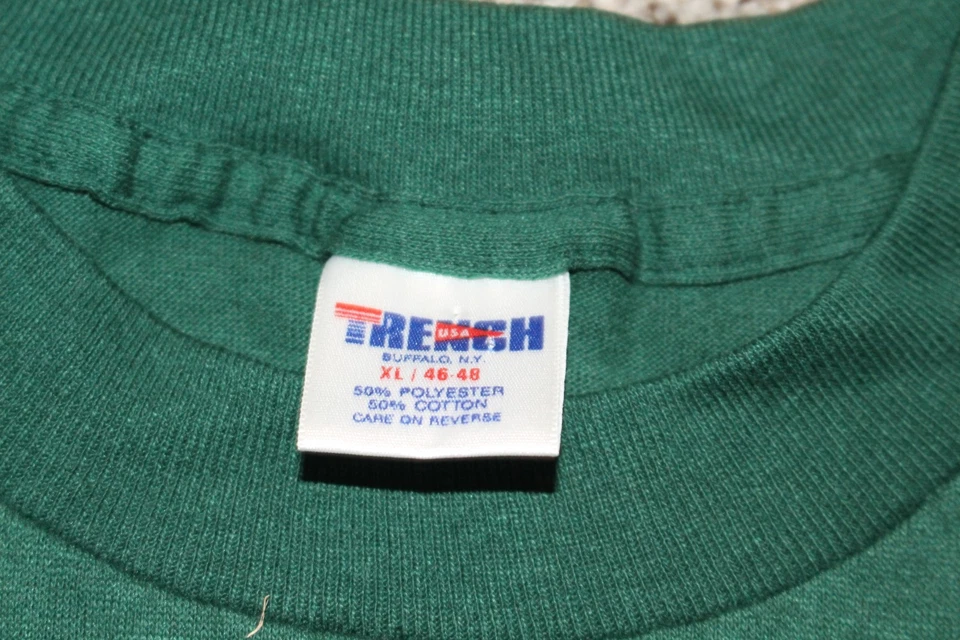 TRENCH
USA
BUFFALO, N.Y.
XL / 46-48
50% POLYESTER
50% COTTON
CARE ON REVERSE